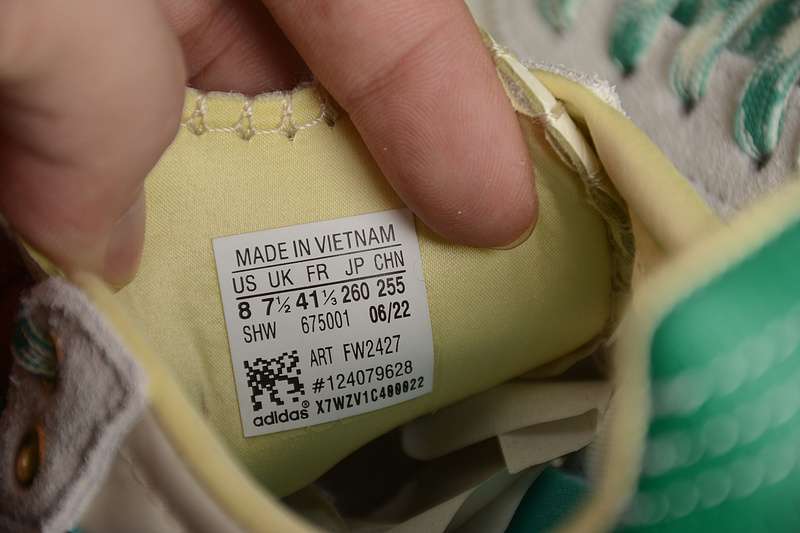 MADE IN VIETNAM
US UK FR JP CHN
8 7½ 41⅓ 260 255
SHW 675001 06/22
ART FW2427
#124079628
adidas® X7WZV1C400022